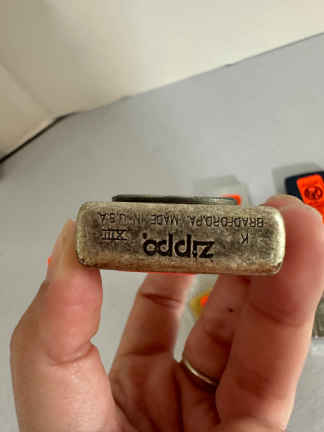 zippo
K XIII
BRADFORD,PA. MADE IN U.S.A.